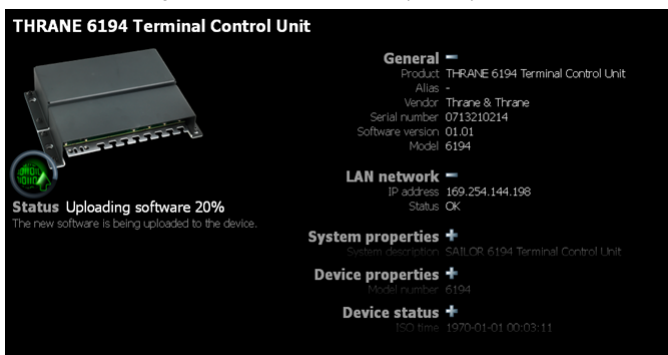 THRANE 6194 Terminal Control Unit
Status Uploading software 20%
The new software is being uploaded to the device.
General
Product THRANE 6194 Terminal Control Unit
Alias -
Vendor Thrane & Thrane
Serial number 0713210214
Software version 01.01
Model 6194
LAN network
IP address 169.254.144.198
Status OK
System properties
System description SAILOR 6194 Terminal Control Unit
Device properties
Model number 6194
Device status
ISO time 1970-01-01 00:03:11